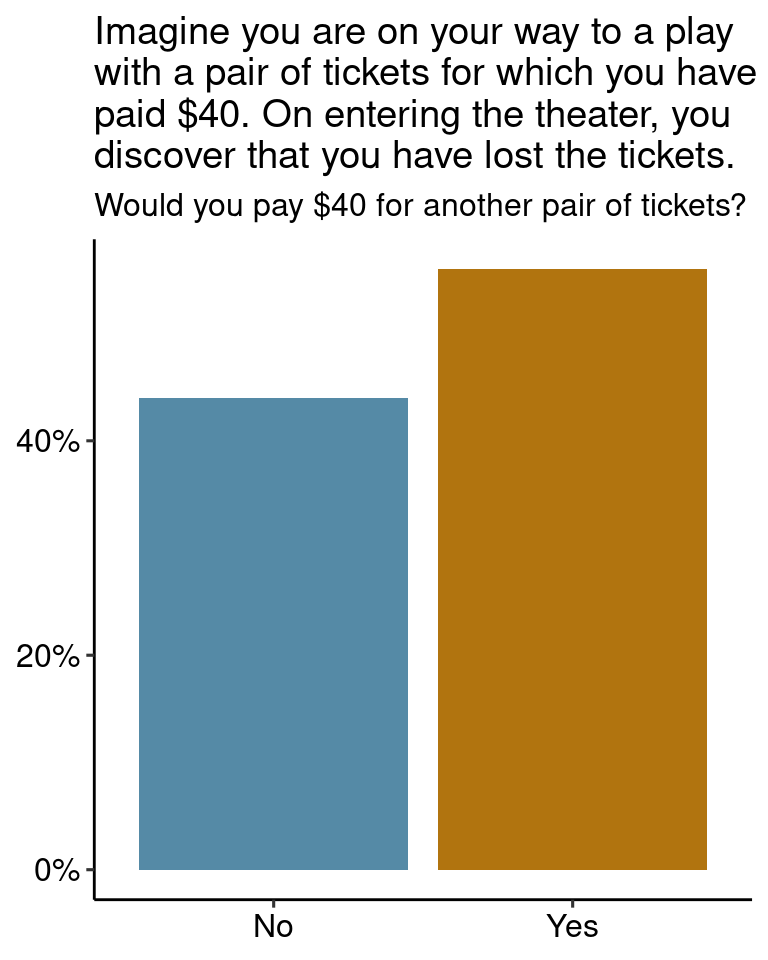 Imagine you are on your way to a play
with a pair of tickets for which you have
paid $40. On entering the theater, you
discover that you have lost the tickets.
Would you pay $40 for another pair of tickets?
40%
20%
0%
No Yes